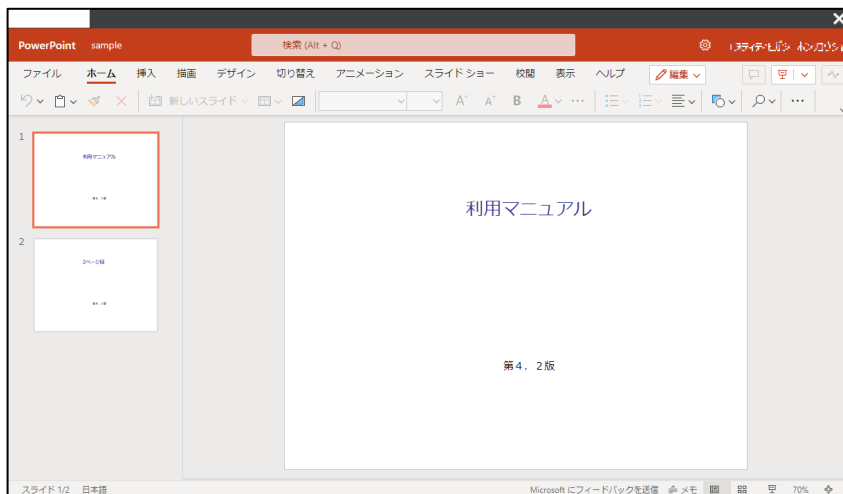 PowerPoint sample 検索 (Alt + Q)
ファイル ホーム 挿入 描画 デザイン 切り替え アニメーション スライド ショー 校閲 表示 ヘルプ 編集
新しいスライド
1
利用マニュアル
2
2ページ目
利用マニュアル
第４．２版
スライド 1/2 日本語 Microsoft にフィードバックを送信 メモ 70%